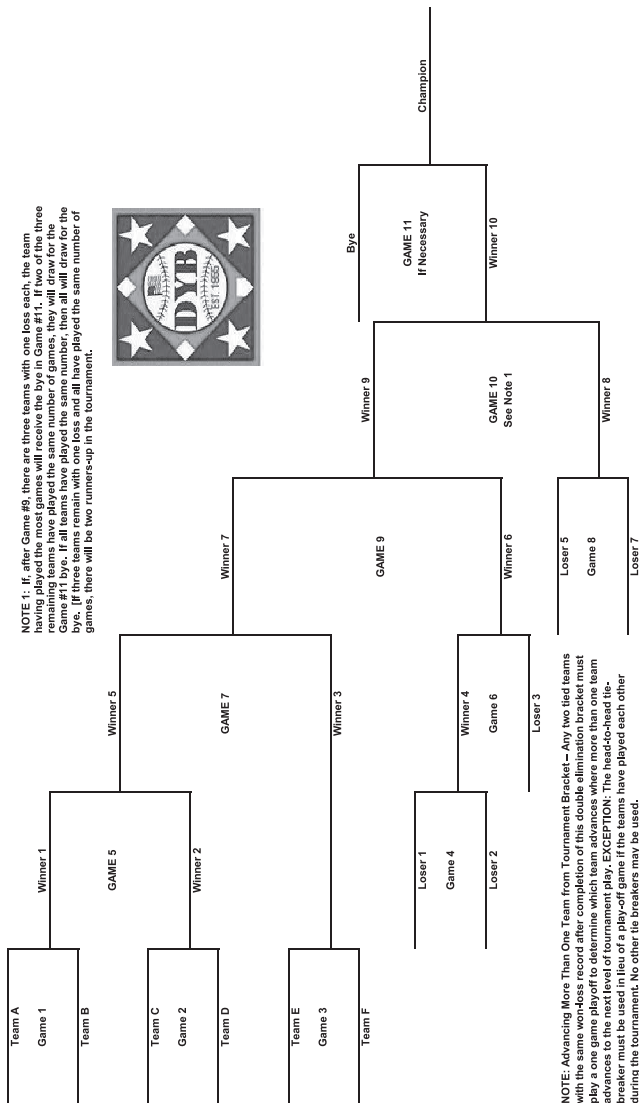 NOTE 1:  If, after Game #9, there are three teams with one loss each, the team
having played the most games will receive the bye in Game #11.  If two of the three
remaining teams have played the same number of games, they will draw for the
Game #11 bye.  If all teams have played the same number, then all will draw for the
bye.  [If three teams remain with one loss and all have played the same number of
games, there will be two runners-up in the tournament.
DYB
EST. 1955
Team A
Game 1
Team B
Team C
Game 2
Team D
Team E
Game 3
Team F
Winner 1
GAME 5
Winner 2
Loser 1
Game 4
Loser 2
Winner 5
GAME 7
Winner 3
Winner 4
Game 6
Loser 3
Winner 7
GAME 9
Winner 6
Loser 5
Game 8
Loser 7
Winner 9
GAME 10
See Note 1
Winner 8
Bye
GAME 11
If Necessary
Winner 10
Champion
NOTE: Advancing More Than One Team from Tournament Bracket – Any two tied teams
with the same won-loss record after completion of this double elimination bracket must
play a one game playoff to determine which team advances where more than one team
advances to the next level of tournament play. EXCEPTION: The head-to-head tie-
breaker must be used in lieu of a play-off game if the teams have played each other
during the tournament. No other tie breakers may be used.